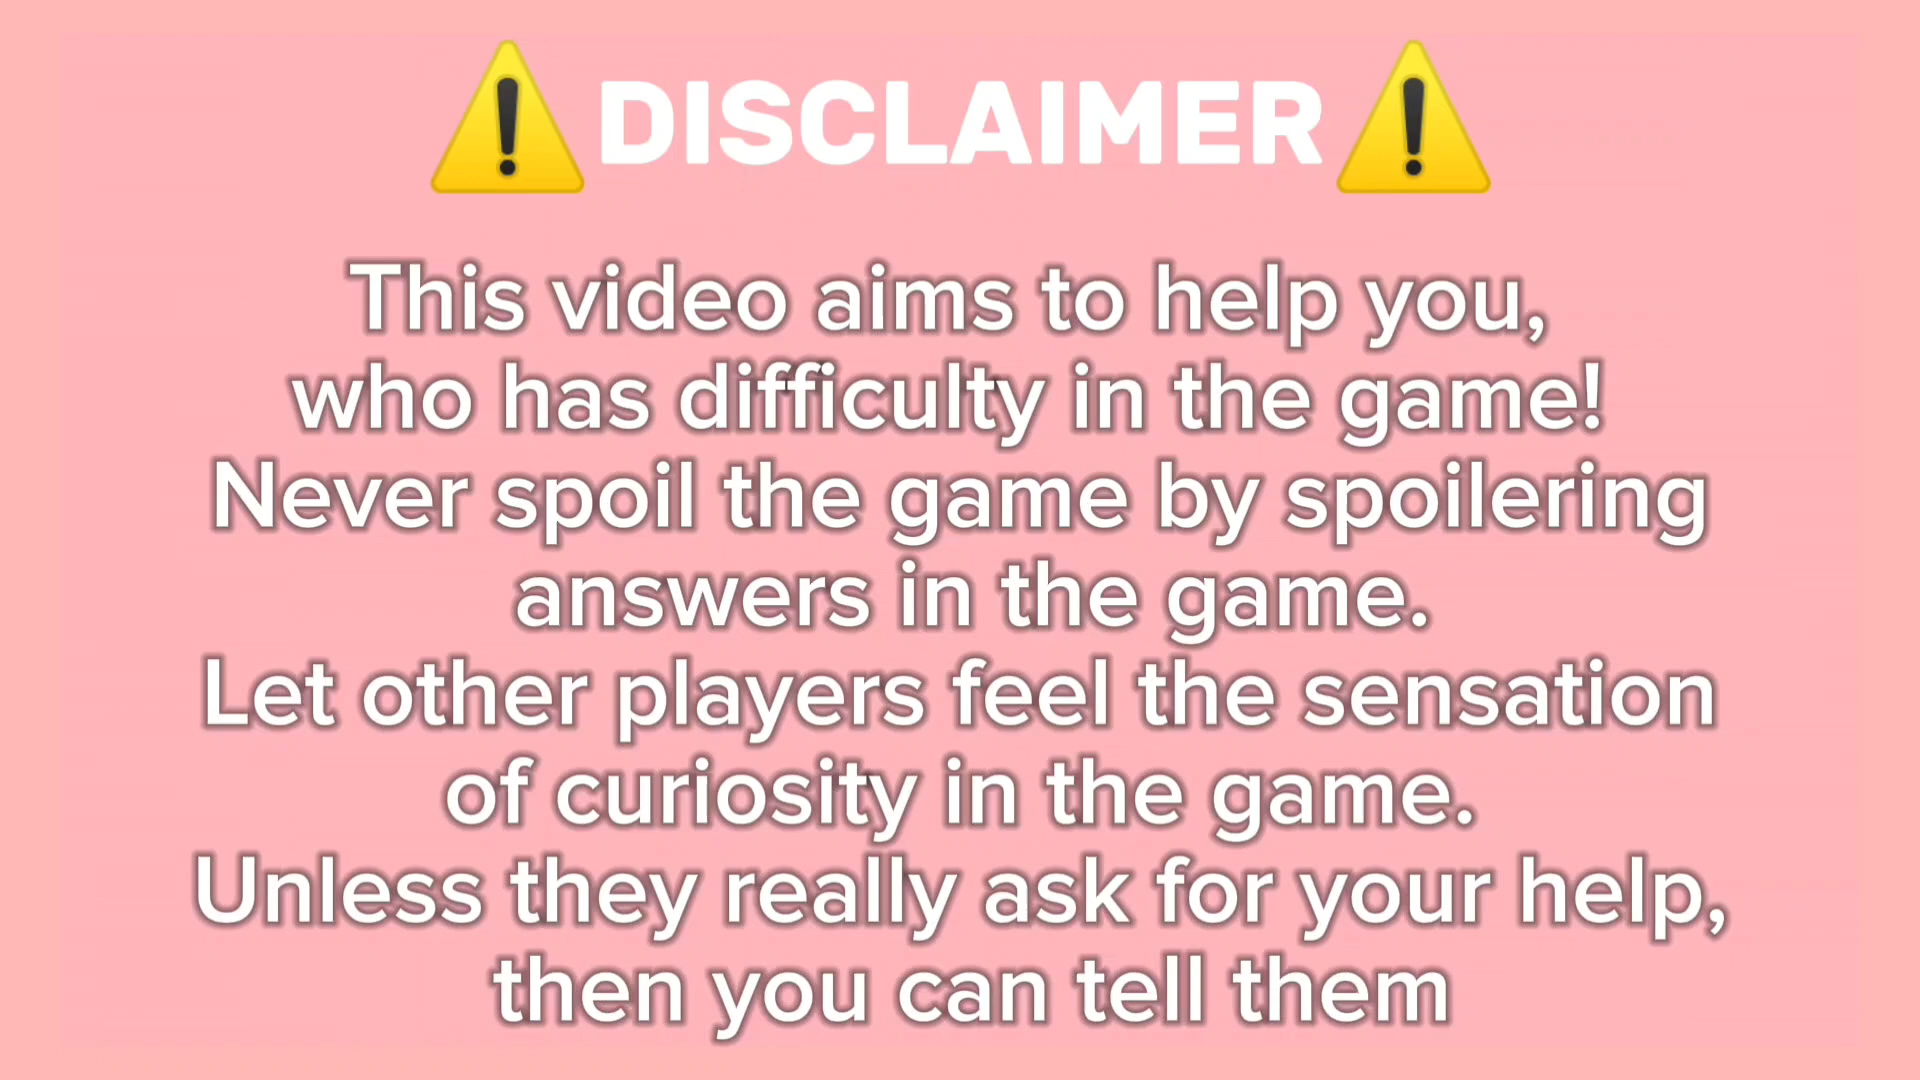 ⚠️DISCLAIMER⚠️
This video aims to help you,
who has difficulty in the game!
Never spoil the game by spoilering
answers in the game.
Let other players feel the sensation
of curiosity in the game.
Unless they really ask for your help,
then you can tell them